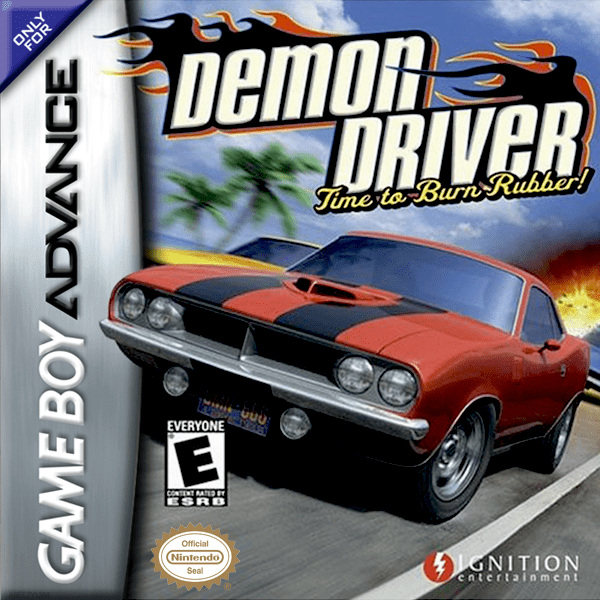 ONLY
FOR
GAME BOY ADVANCE
DEMON
DRIVER
Time to Burn Rubber!
EVERYONE
E
CONTENT RATED BY
ESRB
Official
Nintendo
Seal
®
IGNITION
entertainment